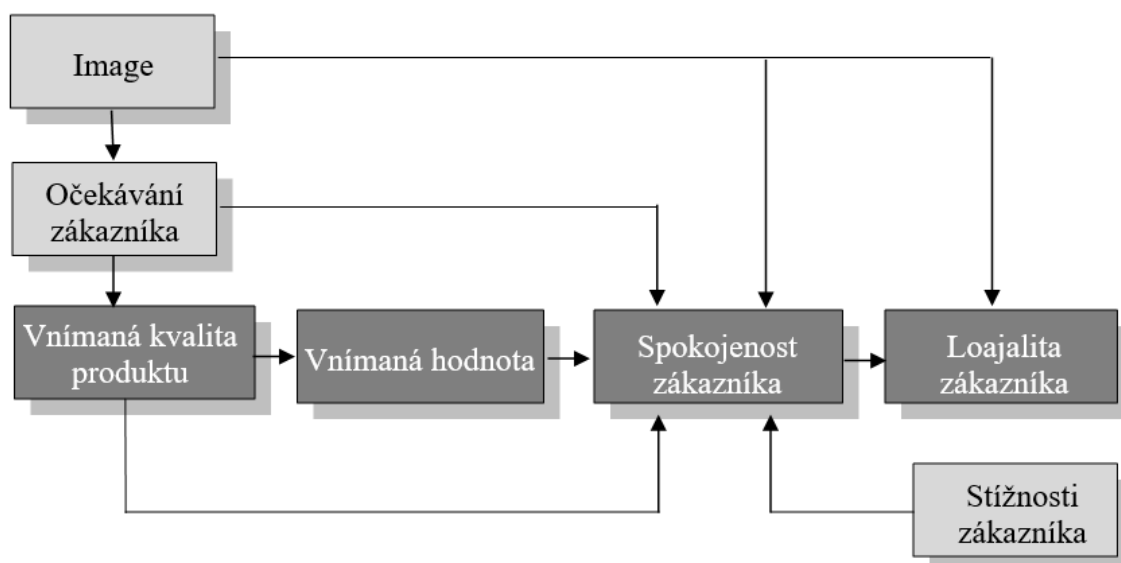 Image
Očekávání
zákazníka
Vnímaná kvalita
produktu
Vnímaná hodnota
Spokojenost
zákazníka
Loajalita
zákazníka
Stížnosti
zákazníka